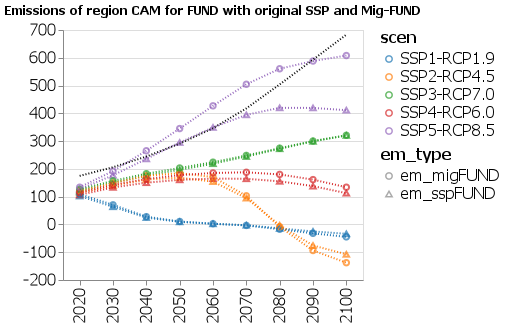 Emissions of region CAM for FUND with original SSP and Mig-FUND
700
600
500
400
300
200
100
0
-100
-200
2020
2030
2040
2050
2060
2070
2080
2090
2100
scen
SSP1-RCP1.9
SSP2-RCP4.5
SSP3-RCP7.0
SSP4-RCP6.0
SSP5-RCP8.5
em_type
em_migFUND
em_sspFUND